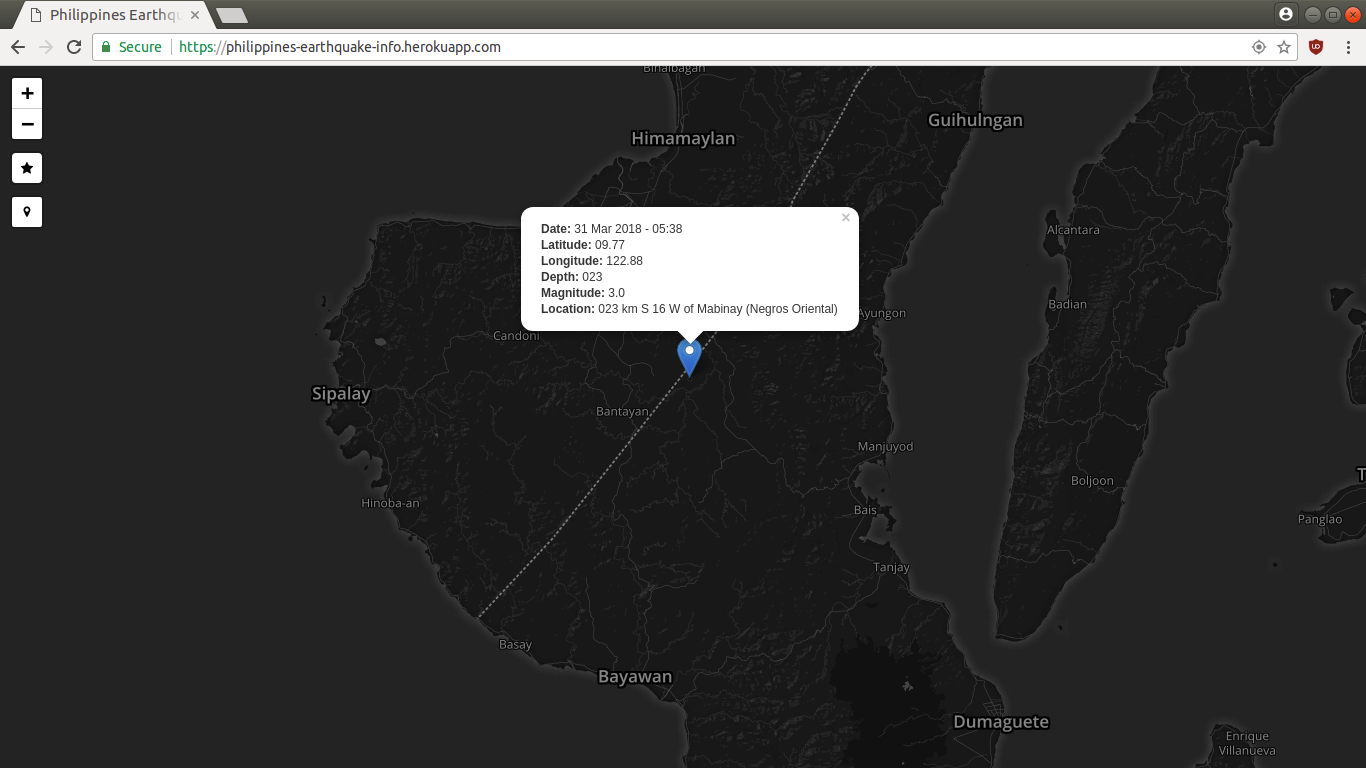 Philippines Earthqu
Secure
https://philippines-earthquake-info.herokuapp.com
+
−
Binalbagan
Guihulngan
Himamaylan
×
Date: 31 Mar 2018 - 05:38
Latitude: 09.77
Longitude: 122.88
Depth: 023
Magnitude: 3.0
Location: 023 km S 16 W of Mabinay (Negros Oriental)
Alcantara
Badian
Ayungon
Candoni
Sipalay
Bantayan
Manjuyod
T
Boljoon
Hinoba-an
Bais
Panglao
Tanjay
Basay
Bayawan
Dumaguete
Enrique
Villanueva